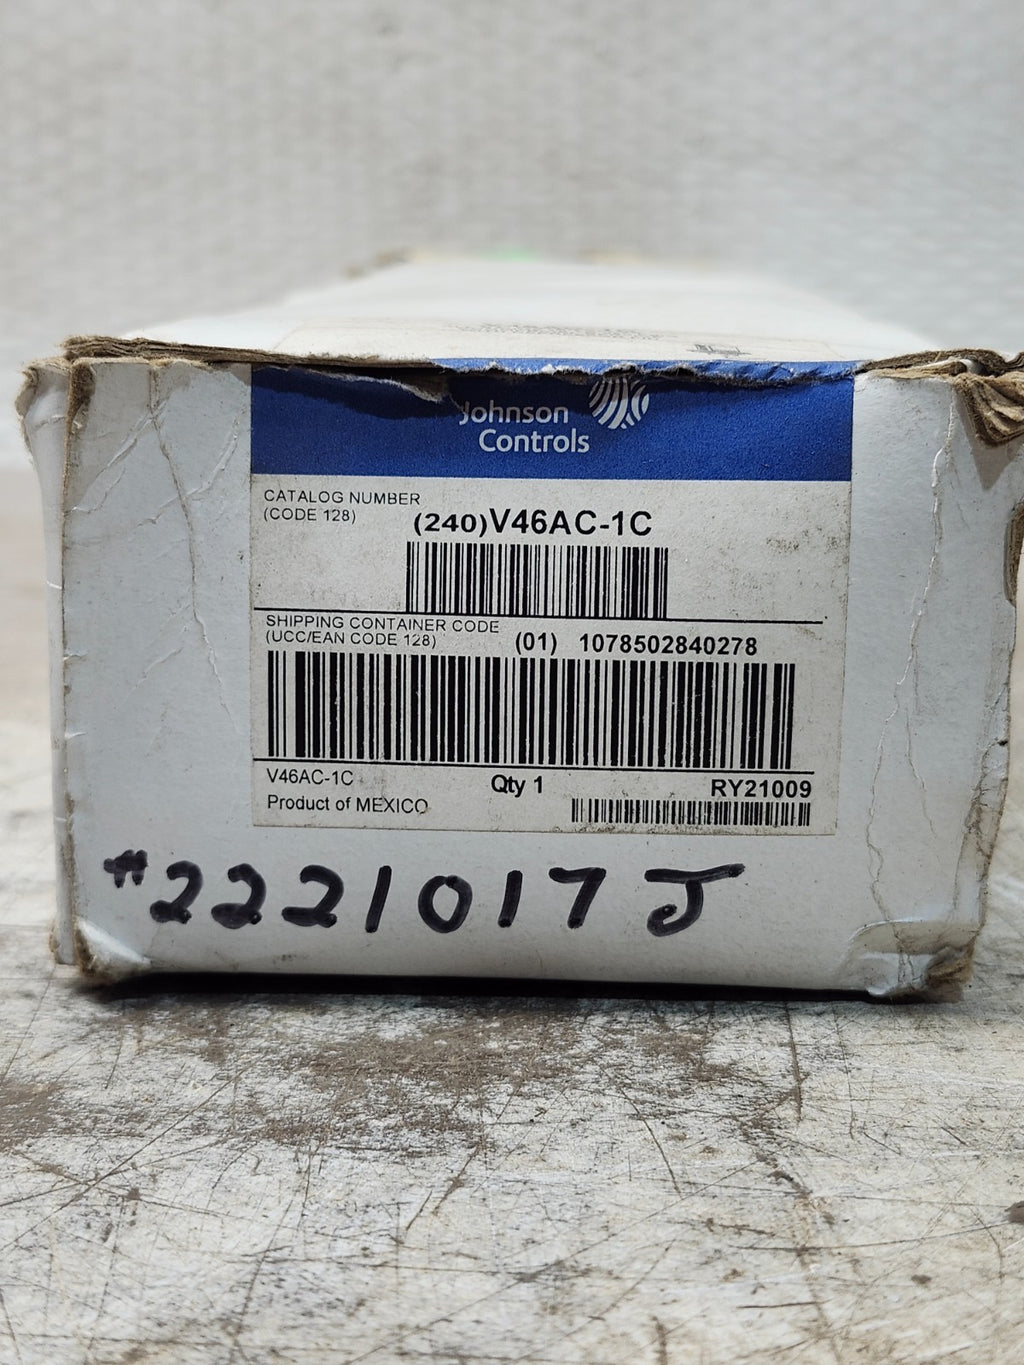 Johnson
Controls
CATALOG NUMBER
(CODE 128)
(240)V46AC-1C
SHIPPING CONTAINER CODE
(UCC/EAN CODE 128)
(01) 1078502840278
V46AC-1C
Qty 1
RY21009
Product of MEXICO
#2221017J